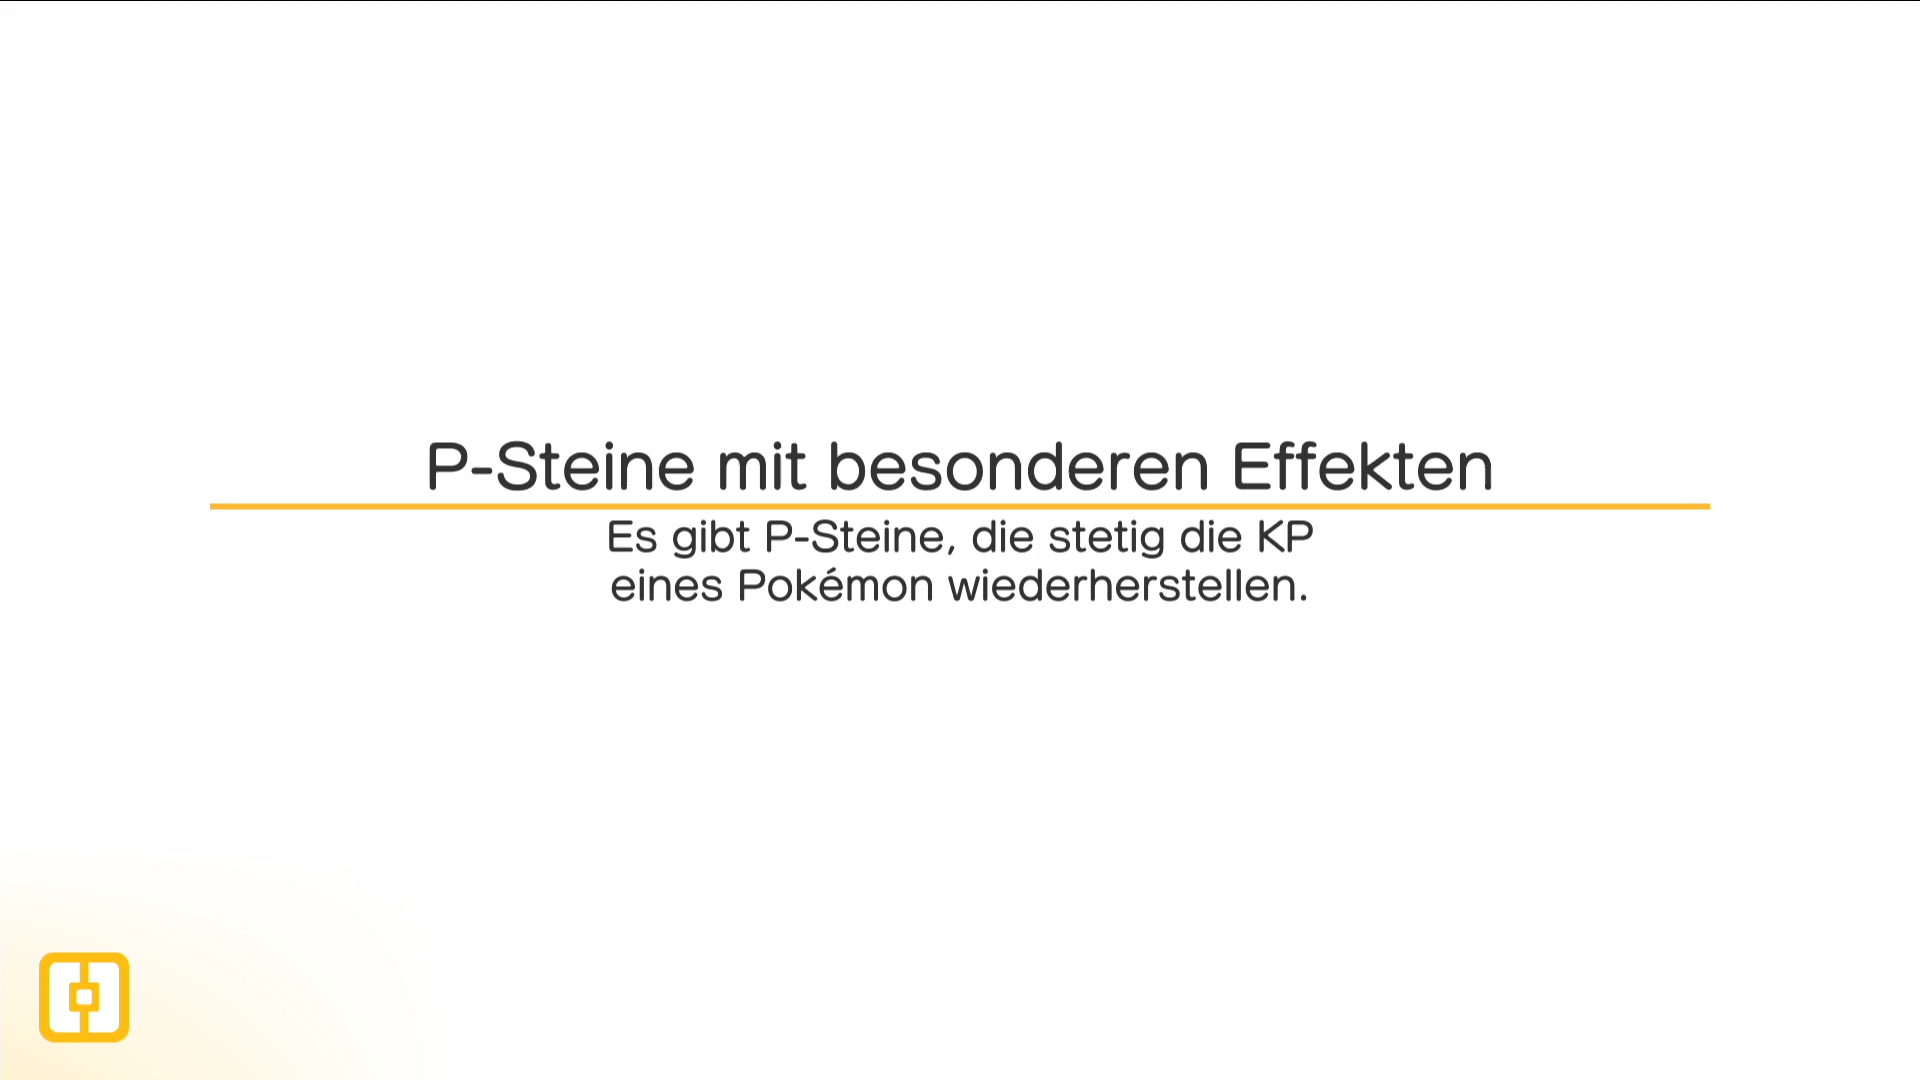 P-Steine mit besonderen Effekten
Es gibt P-Steine, die stetig die KP
eines Pokémon wiederherstellen.